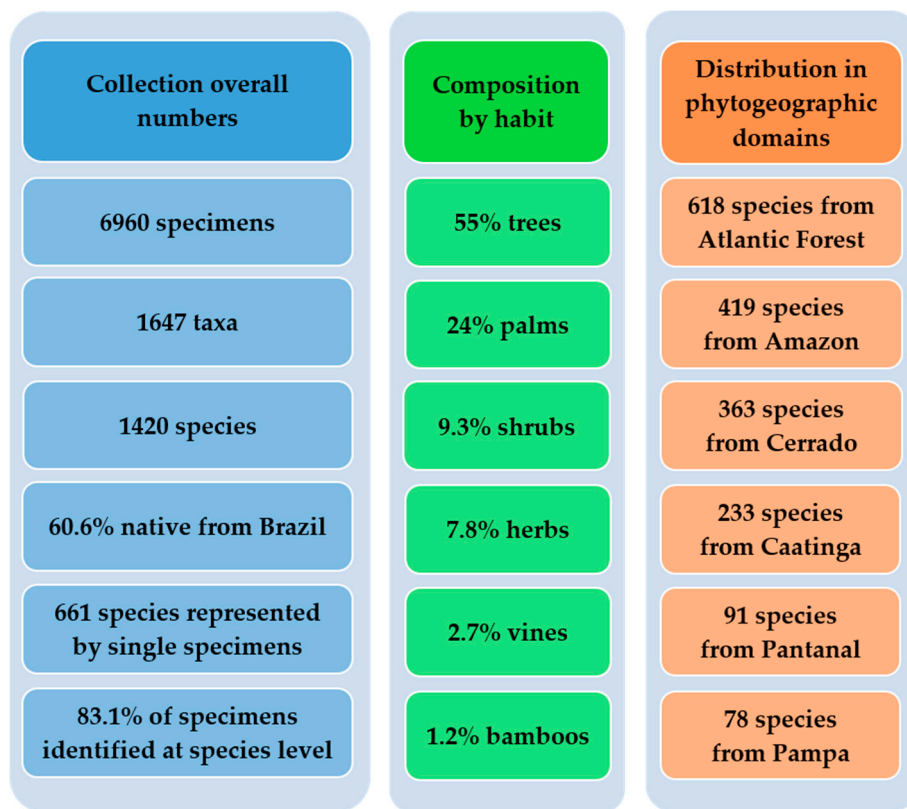 Collection overall
numbers
6960 specimens
1647 taxa
1420 species
60.6% native from Brazil
661 species represented
by single specimens
83.1% of specimens
identified at species level
Composition
by habit
55% trees
24% palms
9.3% shrubs
7.8% herbs
2.7% vines
1.2% bamboos
Distribution in
phytogeographic
domains
618 species from
Atlantic Forest
419 species
from Amazon
363 species
from Cerrado
233 species
from Caatinga
91 species
from Pantanal
78 species
from Pampa